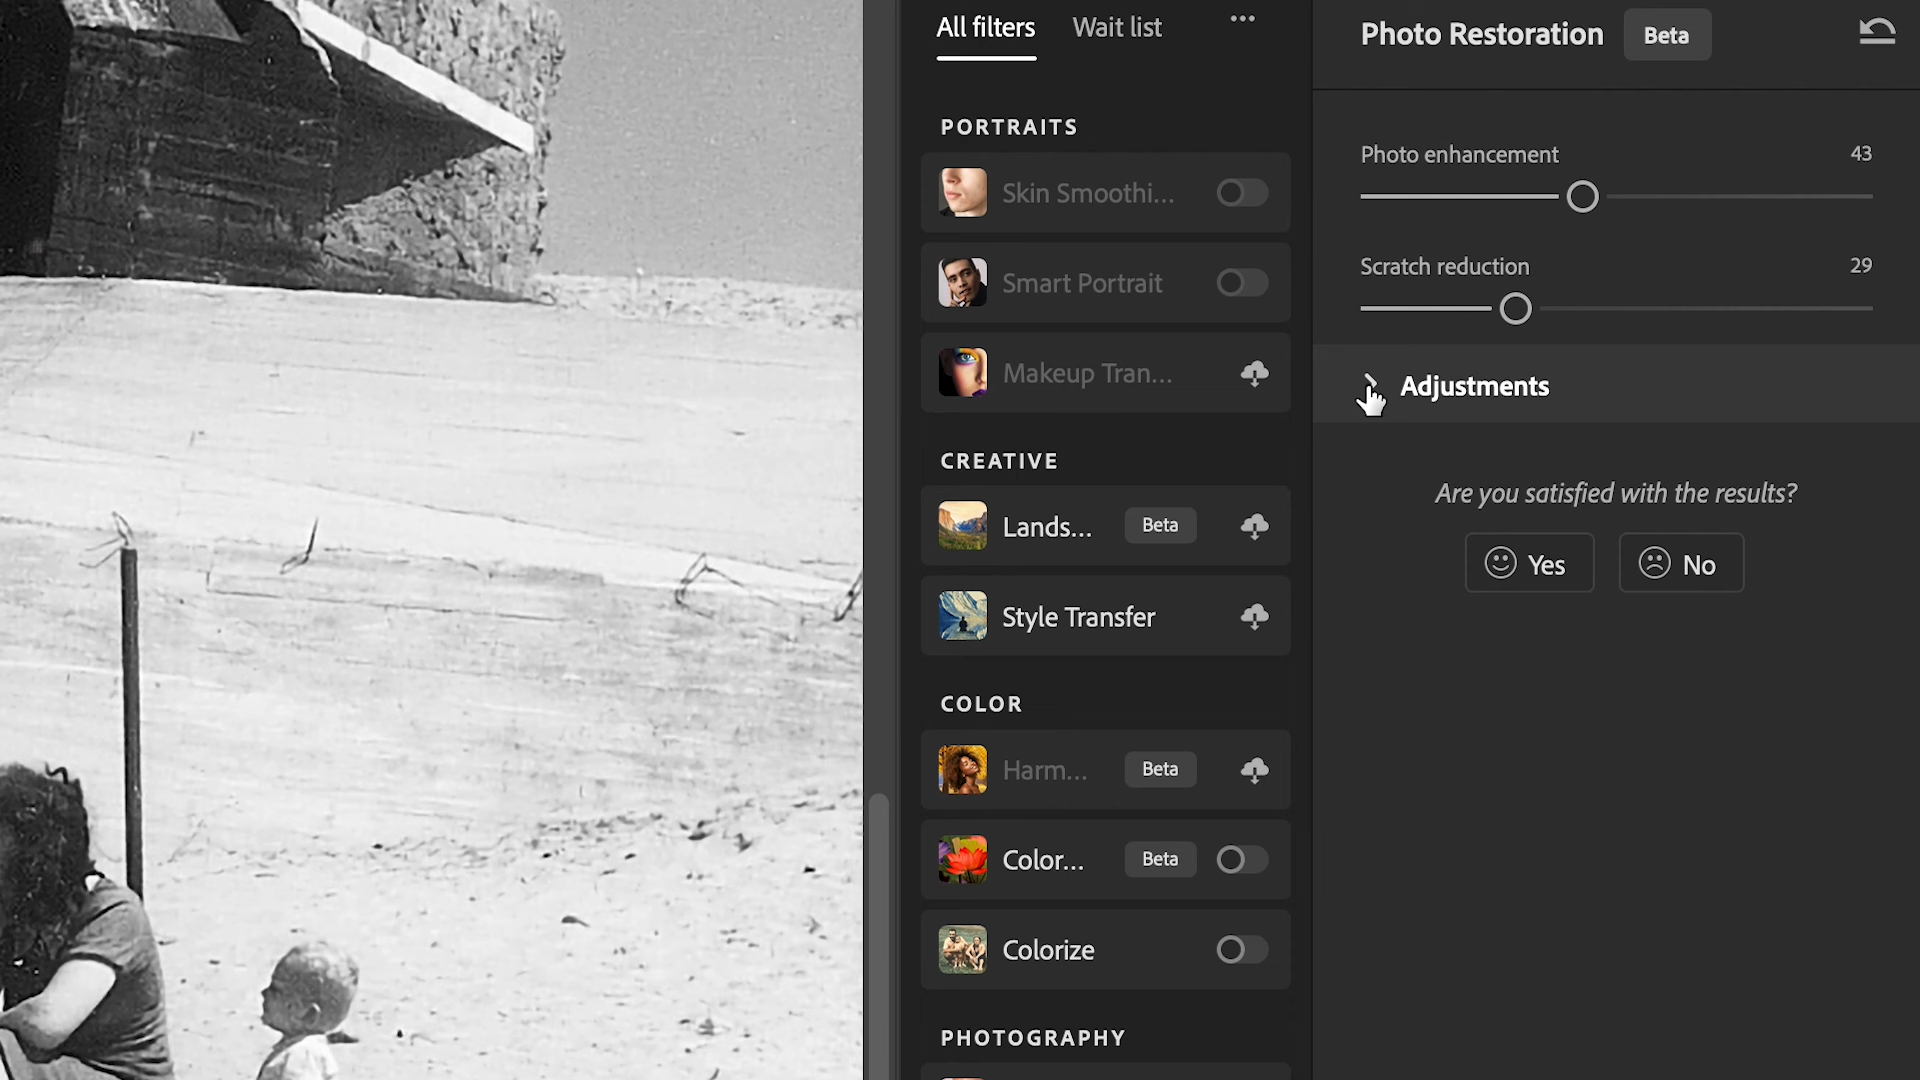 All filters
Wait list
PORTRAITS
Skin Smoothi...
Smart Portrait
Makeup Tran...
CREATIVE
Lands...
Beta
Style Transfer
COLOR
Harm...
Beta
Color...
Beta
Colorize
PHOTOGRAPHY
Photo Restoration
Beta
Photo enhancement
43
Scratch reduction
29
Adjustments
Are you satisfied with the results?
Yes
No